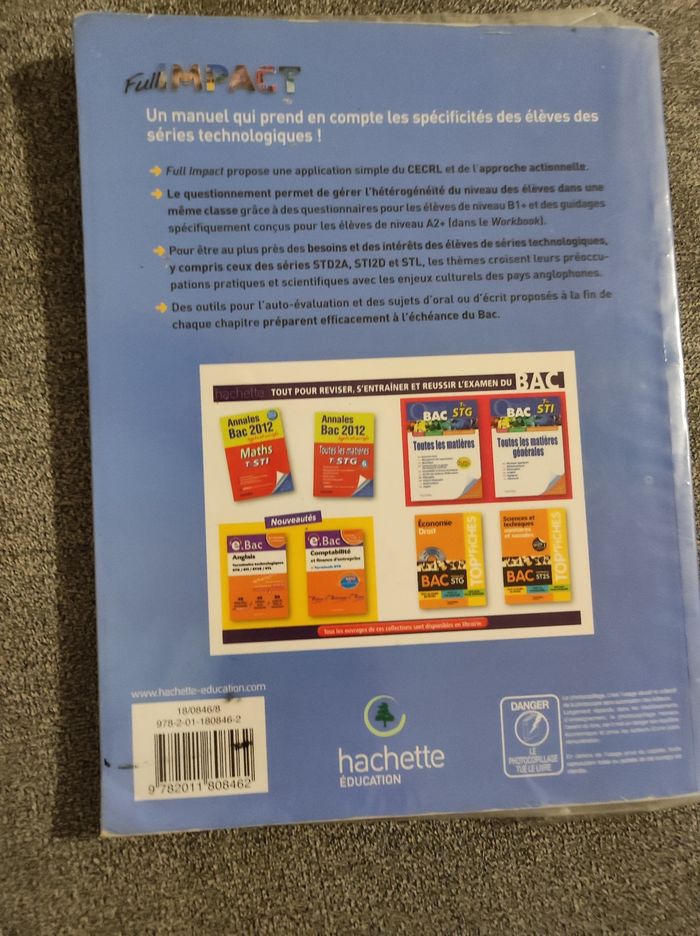 Full IMPACT
Un manuel qui prend en compte les spécificités des élèves des
séries technologiques !
Full Impact propose une application simple du CECRL et de l'approche actionnelle.
Le questionnement permet de gérer l'hétérogénéité du niveau des élèves dans une
même classe grâce à des questionnaires pour les élèves de niveau B1+ et des guidages
spécifiquement conçus pour les élèves de niveau A2+ (dans le Workbook).
Pour être au plus près des besoins et des intérêts des élèves de séries technologiques,
y compris ceux des séries STD2A, STI2D et STL, les thèmes croisent leurs préoccu-
pations pratiques et scientifiques avec les enjeux culturels des pays anglophones.
Des outils pour l'auto-évaluation et des sujets d'oral ou d'écrit proposés à la fin de
chaque chapitre préparent efficacement à l'échéance du Bac.
hachette TOUT POUR REVISER, S'ENTRAÎNER ET REUSSIR L'EXAMEN DU BAC
Annales
Bac 2012
Maths
T STI
Annales
Bac 2012
Toutes les matières
T STG
BAC STG
Toutes les matières
BAC STI
Toutes les matières
générales
Nouveautés
e.Bac
Anglais
Terminales technologiques
e.Bac
Comptabilité
et finance d'entreprise
Terminale STG
Économie
Droit
BAC STG
TOP'FICHES
Sciences et
techniques
sanitaires
et sociales
BAC ST2S
TOP'FICHES
Tous les ouvrages de ces collections sont disponibles en librairie.
www.hachette-education.com
18/0846/8
978-2-01-180846-2
9 782011 808462
hachette
ÉDUCATION
DANGER
LE
PHOTOCOPILLAGE
TUE LE LIVRE